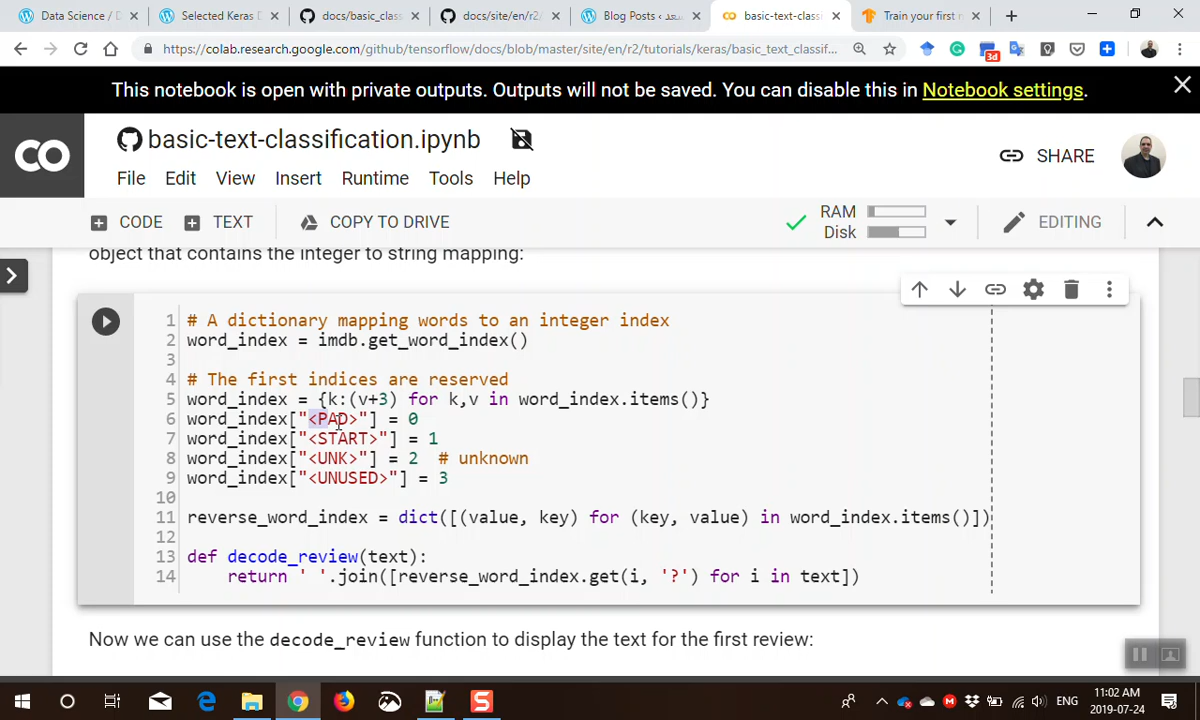 Data Science / D
Selected Keras D
docs/basic_class
docs/site/en/r2/
Blog Posts ‹
basic-text-class
Train your first n
https://colab.research.google.com/github/tensorflow/docs/blob/master/site/en/r2/tutorials/keras/basic_text_classif...
3d
This notebook is open with private outputs. Outputs will not be saved. You can disable this in Notebook settings.
CO
basic-text-classification.ipynb
SHARE
File Edit View Insert Runtime Tools Help
CODE TEXT COPY TO DRIVE
RAM
Disk
EDITING
object that contains the integer to string mapping:
1 # A dictionary mapping words to an integer index
2 word_index = imdb.get_word_index()
3
4 # The first indices are reserved
5 word_index = {k:(v+3) for k,v in word_index.items()}
6 word_index["<PAD>"] = 0
7 word_index["<START>"] = 1
8 word_index["<UNK>"] = 2  # unknown
9 word_index["<UNUSED>"] = 3
10
11 reverse_word_index = dict([(value, key) for (key, value) in word_index.items()])
12
13 def decode_review(text):
14     return ' '.join([reverse_word_index.get(i, '?') for i in text])
Now we can use the decode_review function to display the text for the first review:
ENG
11:02 AM
2019-07-24